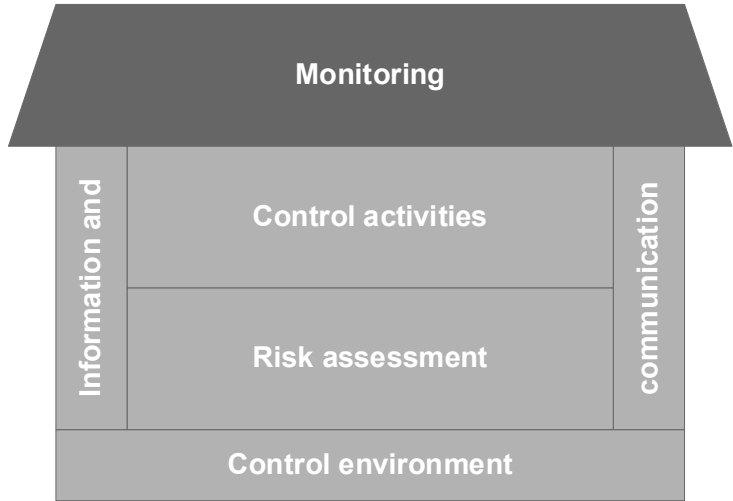 Monitoring
Information and
Control activities
communication
Risk assessment
Control environment